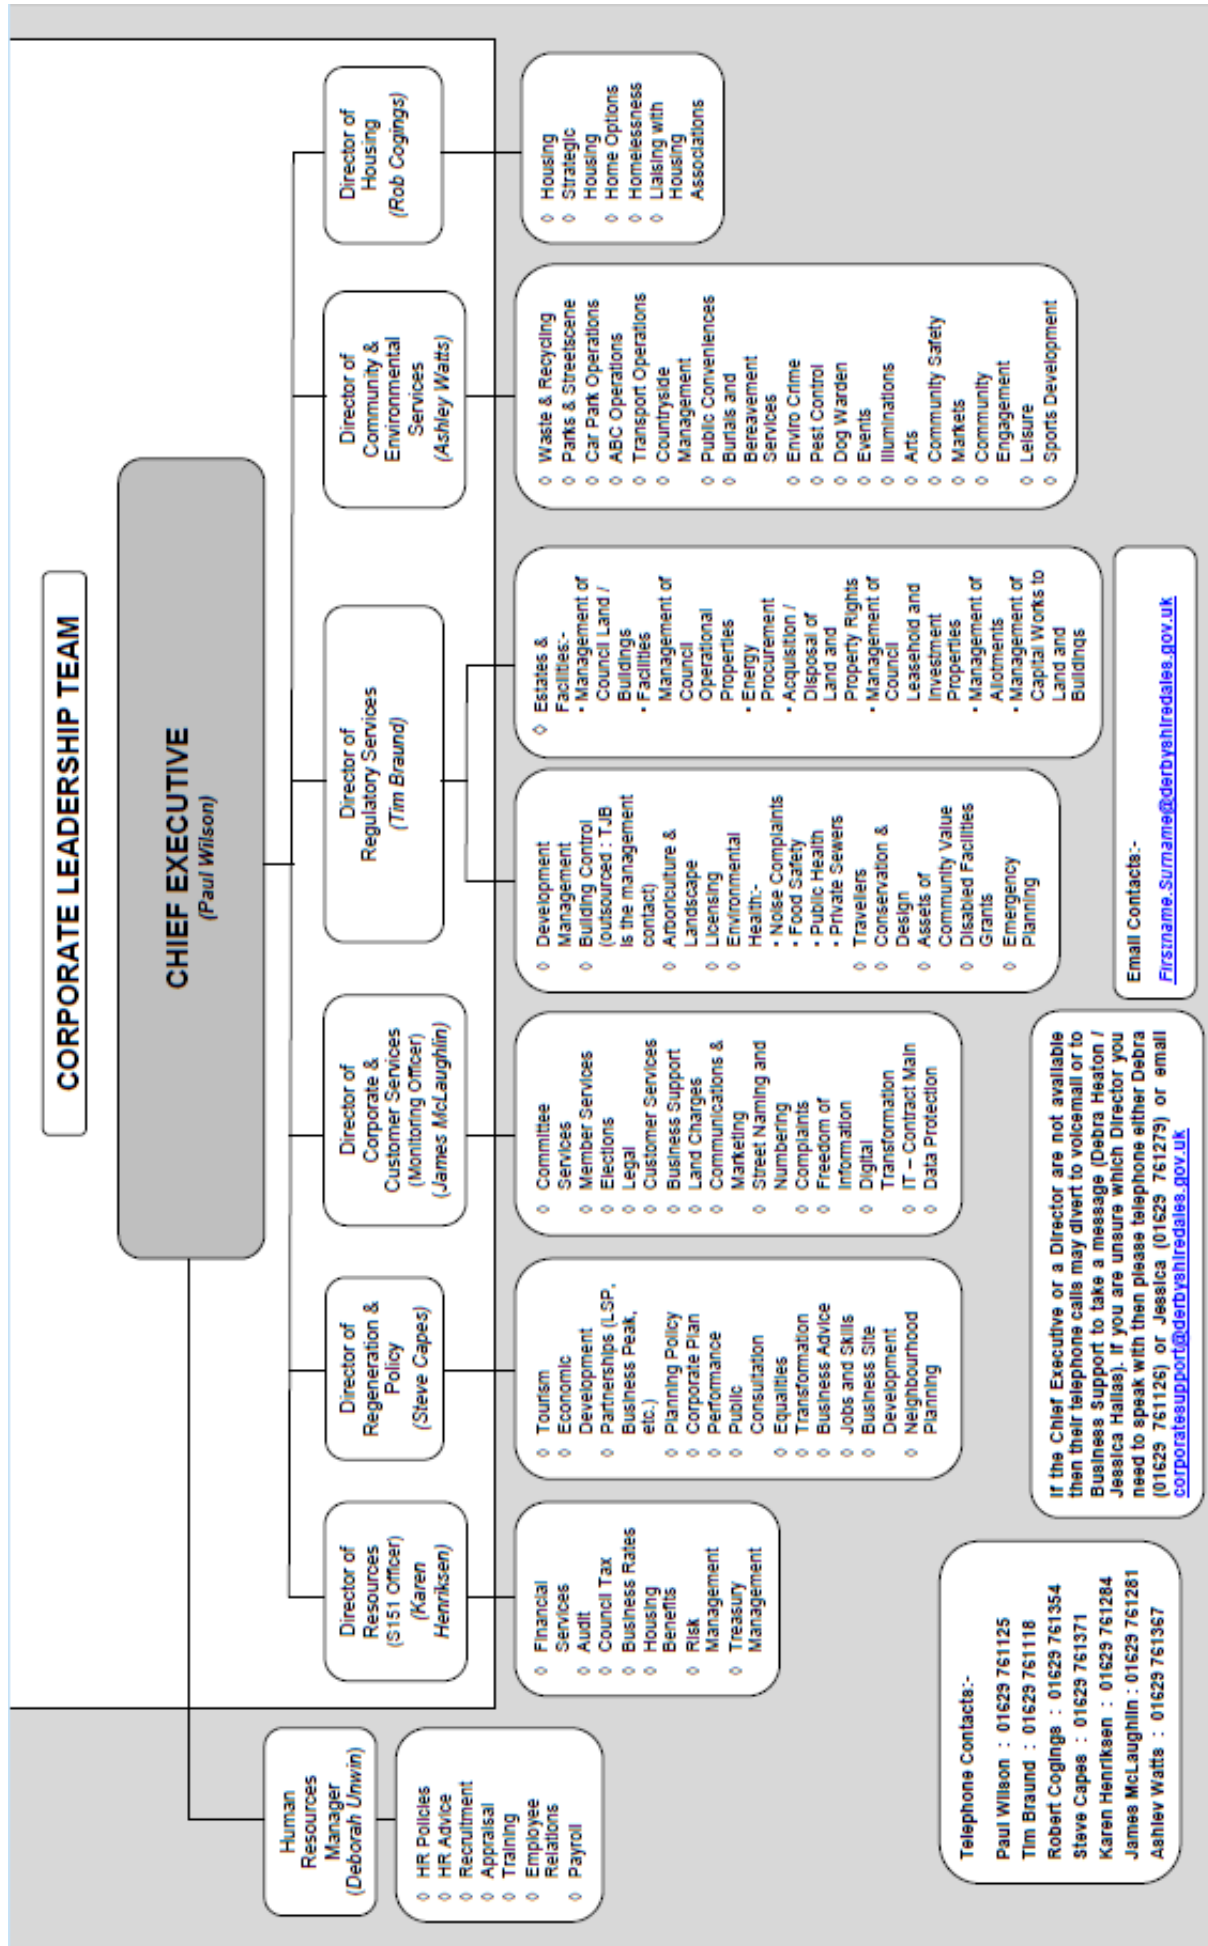 CORPORATE LEADERSHIP TEAM
CHIEF EXECUTIVE
(Paul Wilson)
Human
Resources
Manager
(Deborah Unwin)
◊ HR Policies
◊ HR Advice
◊ Recruitment
◊ Appraisal
◊ Training
◊ Employee
Relations
◊ Payroll
Director of
Resources
(S151 Officer)
(Karen
Henriksen)
◊ Financial
Services
◊ Audit
◊ Council Tax
◊ Business Rates
◊ Housing
Benefits
◊ Risk
Management
◊ Treasury
Management
Director of
Regeneration &
Policy
(Steve Capes)
◊ Tourism
◊ Economic
Development
◊ Partnerships (LSP,
Business Peak,
etc.)
◊ Planning Policy
◊ Corporate Plan
◊ Performance
◊ Public
Consultation
◊ Equalities
◊ Transformation
◊ Business Advice
◊ Jobs and Skills
◊ Business Site
Development
◊ Neighbourhood
Planning
Director of
Corporate &
Customer Services
(Monitoring Officer)
(James McLaughlin)
◊ Committee
Services
◊ Member Services
◊ Elections
◊ Legal
◊ Customer Services
◊ Business Support
◊ Land Charges
◊ Communications &
Marketing
◊ Street Naming and
Numbering
◊ Complaints
◊ Freedom of
Information
◊ Digital
Transformation
◊ IT – Contract Main
◊ Data Protection
Director of
Regulatory Services
(Tim Braund)
◊ Development
Management
◊ Building Control
(outsourced : TJB
is the management
contact)
◊ Arboriculture &
Landscape
◊ Licensing
◊ Environmental
Health:-
• Noise Complaints
• Food Safety
• Public Health
• Private Sewers
◊ Travellers
◊ Conservation &
Design
◊ Assets of
Community Value
◊ Disabled Facilities
Grants
◊ Emergency
Planning
◊ Estates &
Facilities:-
• Management of
Council Land /
Buildings
• Facilities
Management of
Council
Operational
Properties
• Energy
Procurement
• Acquisition /
Disposal of
Land and
Property Rights
• Management of
Council
Leasehold and
Investment
Properties
• Management of
Allotments
• Management of
Capital Works to
Land and
Buildings
Director of
Community &
Environmental
Services
(Ashley Watts)
◊ Waste & Recycling
◊ Parks & Streetscene
◊ Car Park Operations
◊ ABC Operations
◊ Transport Operations
◊ Countryside
Management
◊ Public Conveniences
◊ Burials and
Bereavement
Services
◊ Enviro Crime
◊ Pest Control
◊ Dog Warden
◊ Events
◊ Illuminations
◊ Arts
◊ Community Safety
◊ Markets
◊ Community
Engagement
◊ Leisure
◊ Sports Development
Director of
Housing
(Rob Cogings)
◊ Housing
◊ Strategic
Housing
◊ Home Options
◊ Homelessness
◊ Liaising with
Housing
Associations
Telephone Contacts:-
Paul Wilson : 01629 761125
Tim Braund : 01629 761118
Robert Cogings : 01629 761354
Steve Capes : 01629 761371
Karen Henriksen : 01629 761284
James McLaughlin : 01629 761281
Ashley Watts : 01629 761367
If the Chief Executive or a Director are not available
then their telephone calls may divert to voicemail or to
Business Support to take a message (Debra Heaton /
Jessica Hallas). If you are unsure which Director you
need to speak with then please telephone either Debra
(01629 761126) or Jessica (01629 761279) or email
corporatesupport@derbyshiredales.gov.uk
Email Contacts:-
Firstname.Surname@derbyshiredales.gov.uk